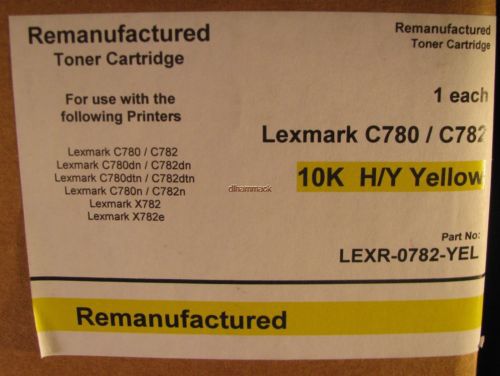 Remanufactured
Toner Cartridge
For use with the
following Printers
Lexmark C780 / C782
Lexmark C780dn / C782dn
Lexmark C780dtn / C782dtn
Lexmark C780n / C782n
Lexmark X782
Lexmark X782e
Remanufactured
Toner Cartridge
1 each
Lexmark C780 / C782
10K H/Y Yellow
dlhammack
Part No:
LEXR-0782-YEL
Remanufactured